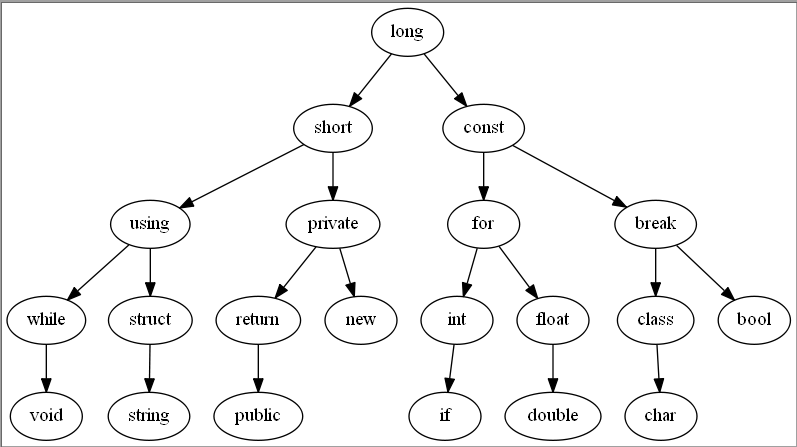 long
short const
using private for break
while struct return new int float class bool
void string public if double char